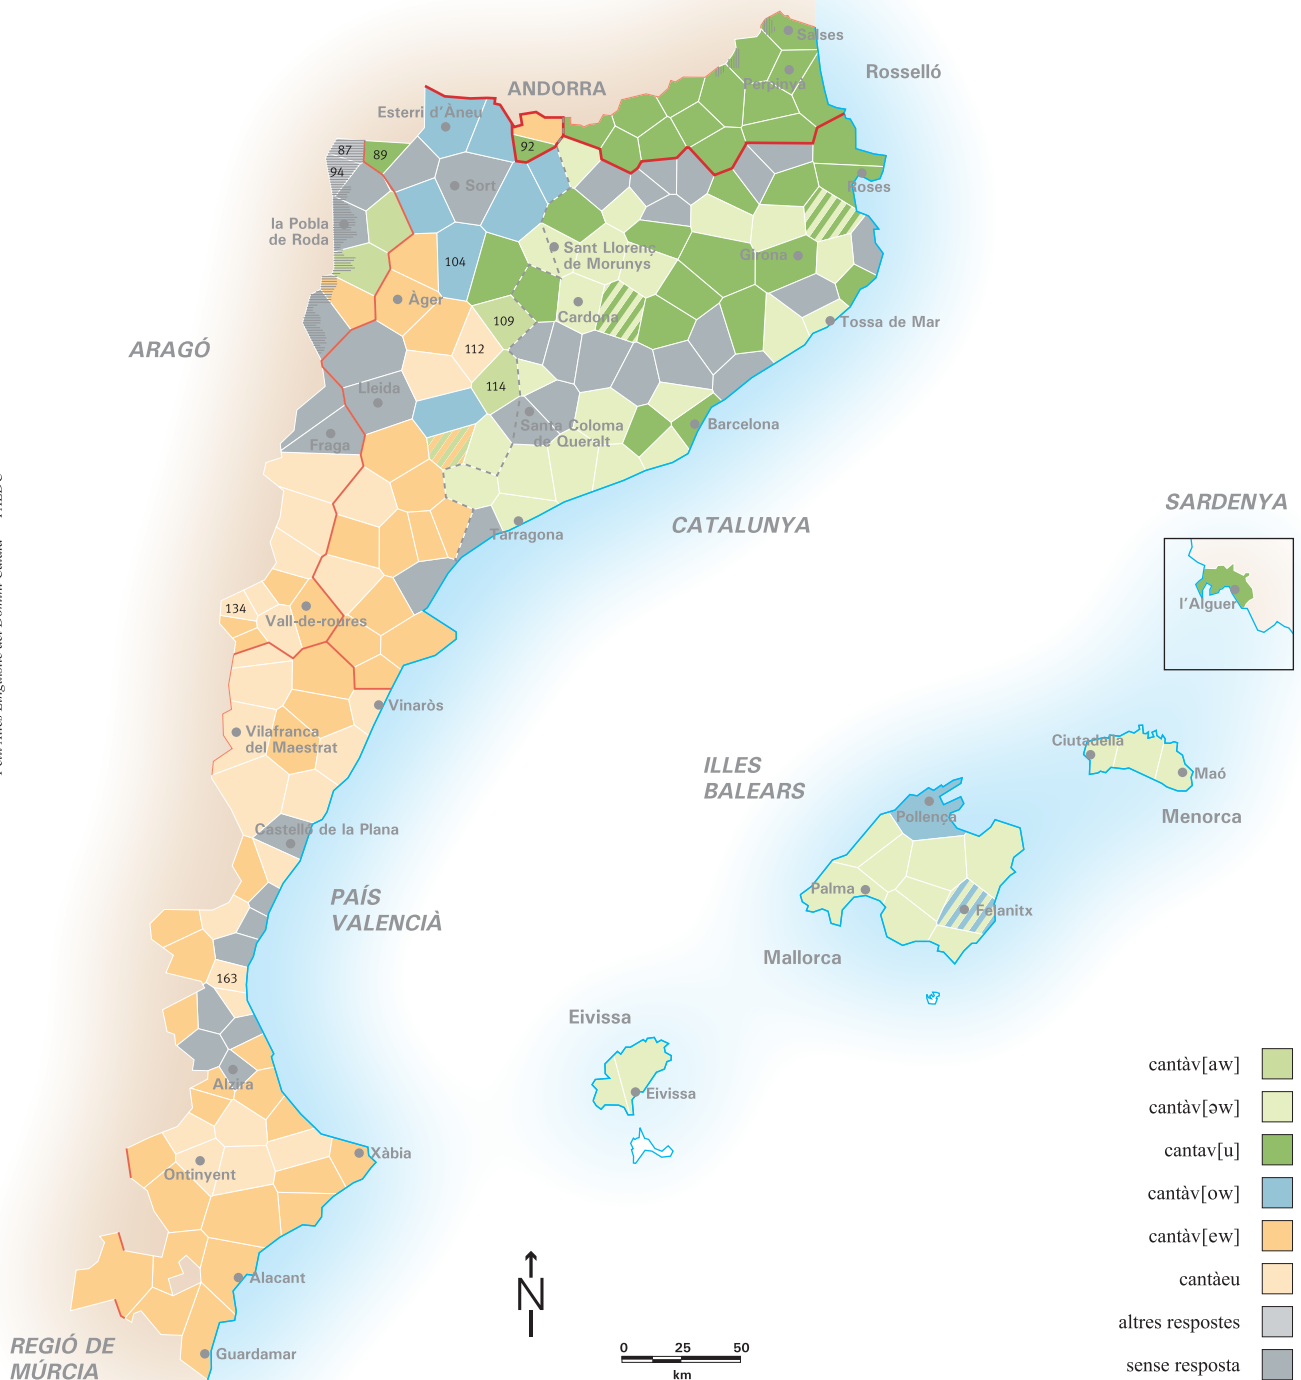 Salses
Rosselló
Perpinyà
ANDORRA
Esterri d'Àneu
92
87
89
94
Sort
Roses
la Pobla
de Roda
Sant Llorenç
de Morunys
Girona
104
Àger
Cardona
109
Tossa de Mar
ARAGÓ
112
Lleida
114
Santa Coloma
de Queralt
Barcelona
Fraga
Tarragona
CATALUNYA
SARDENYA
l'Alguer
134
Vall-de-roures
Vinaròs
Vilafranca
del Maestrat
ILLES
BALEARS
Ciutadella
Maó
Menorca
Pollença
Castelló de la Plana
Palma
Felanitx
PAÍS
VALENCIÀ
Mallorca
163
Eivissa
Eivissa
Alzira
Xàbia
Ontinyent
Alacant
Guardamar
REGIÓ DE
MÚRCIA
N
0 25 50
km
cantàv[aw]
cantàv[əw]
cantav[u]
cantàv[ow]
cantàv[ew]
cantàeu
altres respostes
sense resposta